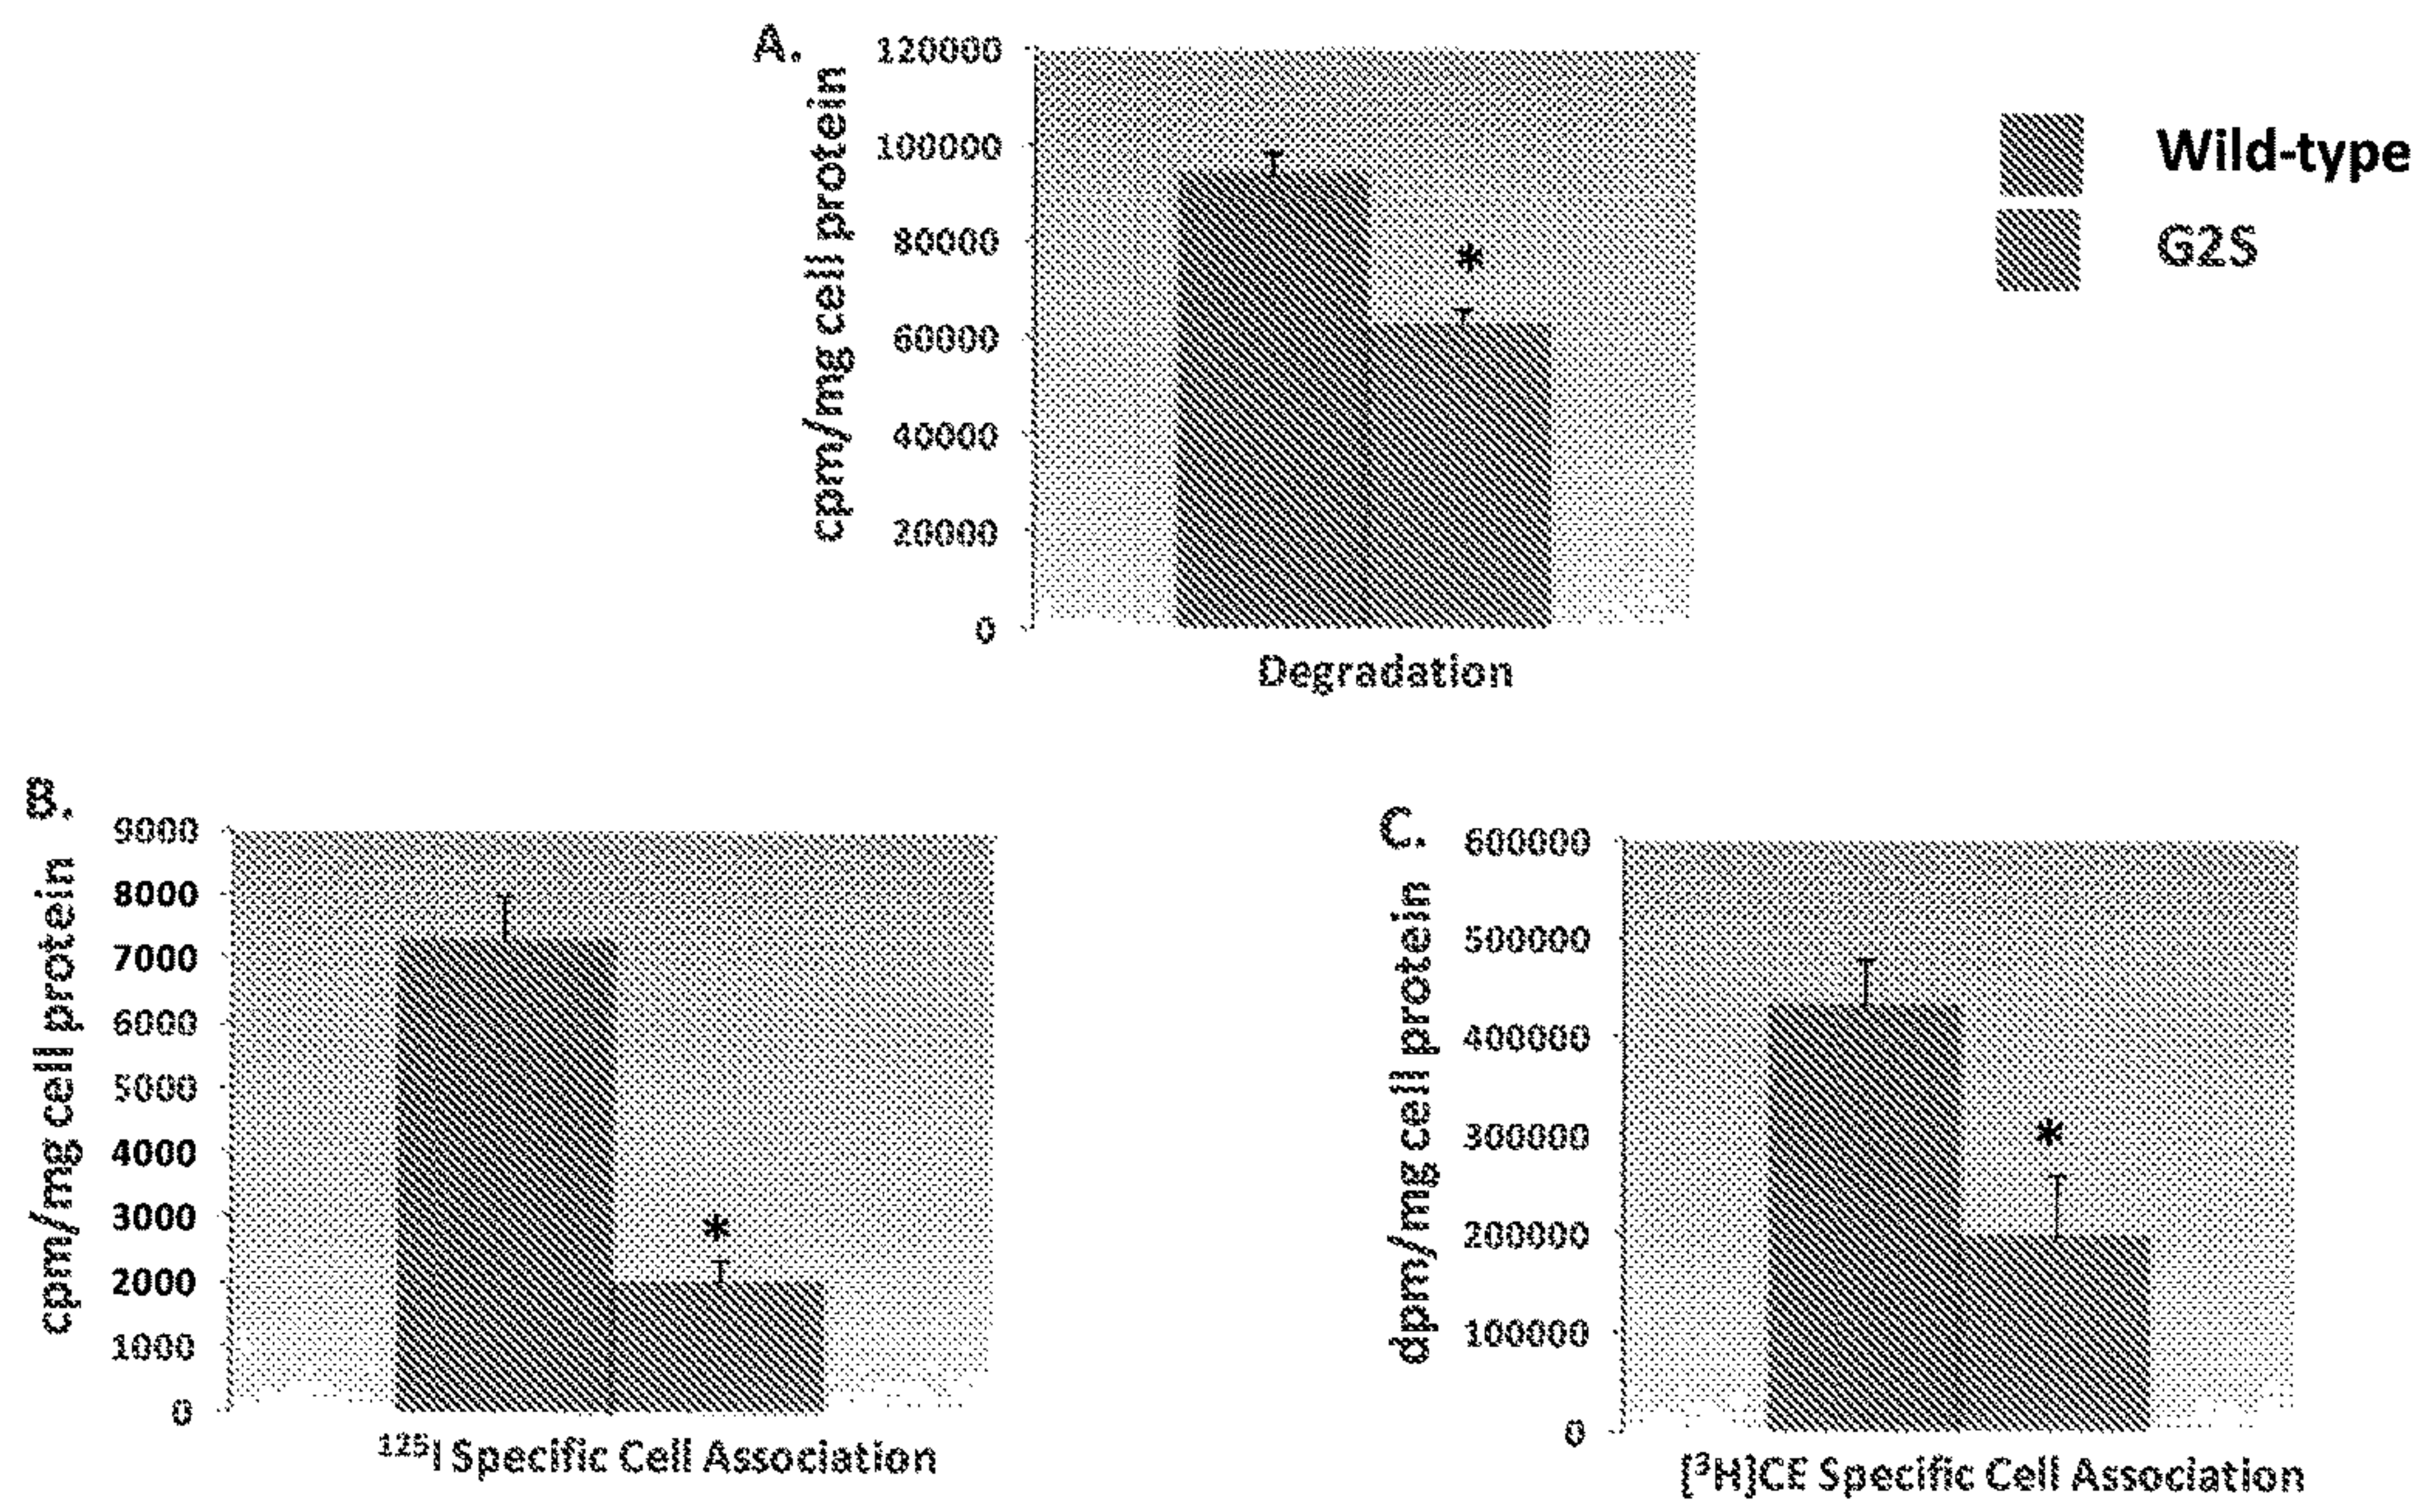 A.
cpm/mg cell protein
120000
100000
80000
60000
40000
20000
0
*
Degradation
Wild-type
G2S
B.
cpm/mg cell protein
9000
8000
7000
6000
5000
4000
3000
2000
1000
0
*
¹²⁵I Specific Cell Association
C.
dpm/mg cell protein
600000
500000
400000
300000
200000
100000
0
*
[³H]CE Specific Cell Association